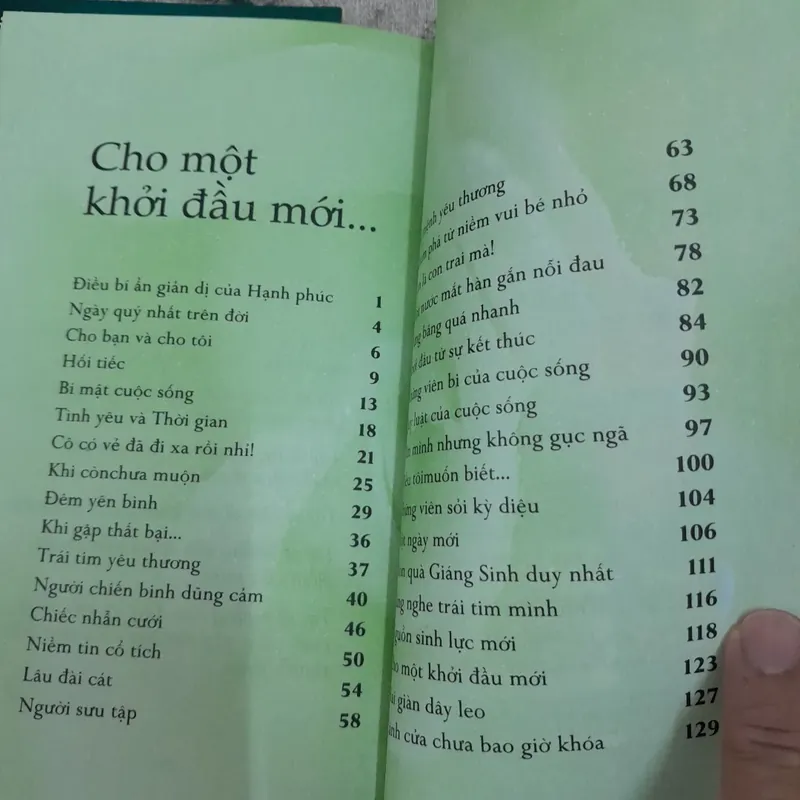 Cho một
khởi đầu mới...
Điều bí ẩn giản dị của Hạnh phúc 1
Ngày quý nhất trên đời 4
Cho bạn và cho tôi 6
Hối tiếc 9
Bí mật cuộc sống 13
Tình yêu và Thời gian 18
Cô có vẻ đã đi xa rồi nhỉ! 21
Khi cònchưa muộn 25
Đêm yên bình 29
Khi gặp thất bại... 36
Trái tim yêu thương 37
Người chiến binh dũng cảm 40
Chiếc nhẫn cưới 46
Niềm tin cổ tích 50
Lâu đài cát 54
Người sưu tập 58
mệnh yêu thương 63
phá từ niềm vui bé nhỏ 68
là con trai mà! 73
nước mắt hàn gắn nỗi đau 78
băng quá nhanh 82
đầu từ sự kết thúc 84
viên bi của cuộc sống 90
luật của cuộc sống 93
mình nhưng không gục ngã 97
tôimuốn biết... 100
viên sỏi kỳ diệu 104
ngày mới 106
quà Giáng Sinh duy nhất 111
nghe trái tim mình 116
sinh lực mới 118
một khởi đầu mới 123
giàn dây leo 127
cửa chưa bao giờ khóa 129